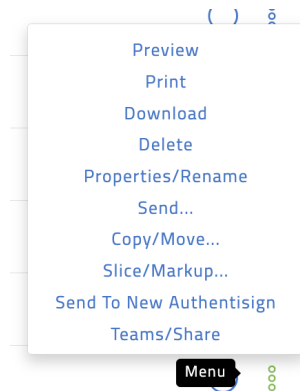 Preview
Print
Download
Delete
Properties/Rename
Send...
Copy/Move...
Slice/Markup...
Send To New Authentisign
Teams/Share
Menu